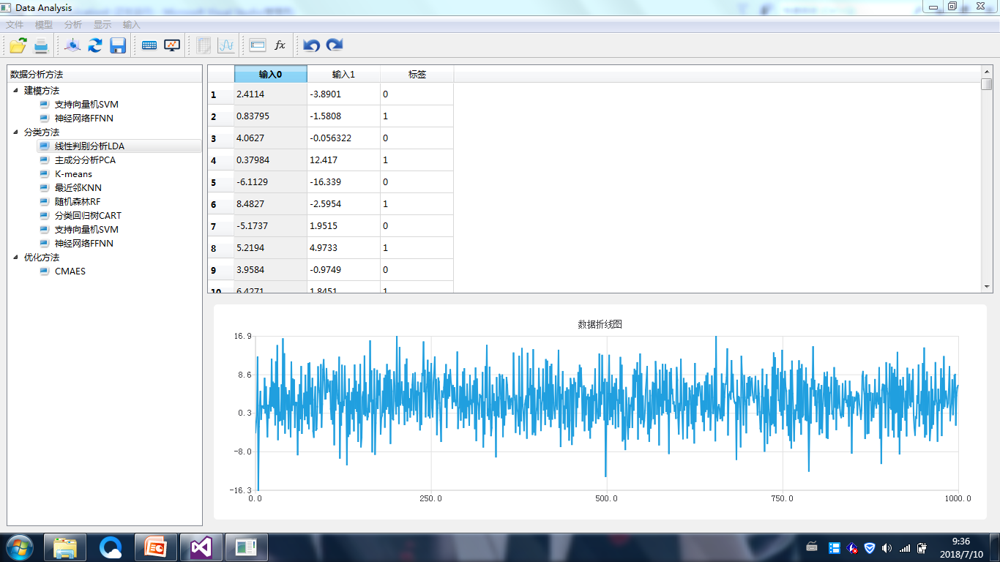 Data Analysis
文件 模型 分析 显示 输入
fx
数据分析方法
建模方法
支持向量机SVM
神经网络FFNN
分类方法
线性判别分析LDA
主成分分析PCA
K-means
最近邻KNN
随机森林RF
分类回归树CART
支持向量机SVM
神经网络FFNN
优化方法
CMAES
输入0 输入1 标签
1 2.4114 -3.8901 0
2 0.83795 -1.5808 1
3 4.0627 -0.056322 0
4 0.37984 12.417 1
5 -6.1129 -16.339 0
6 8.4827 -2.5954 1
7 -5.1737 1.9515 0
8 5.2194 4.9733 1
9 3.9584 -0.9749 0
10 6.4271 1.8451 1
数据折线图
16.9
8.6
0.3
-8.0
-16.3
0.0 250.0 500.0 750.0 1000.0
9:36
2018/7/10